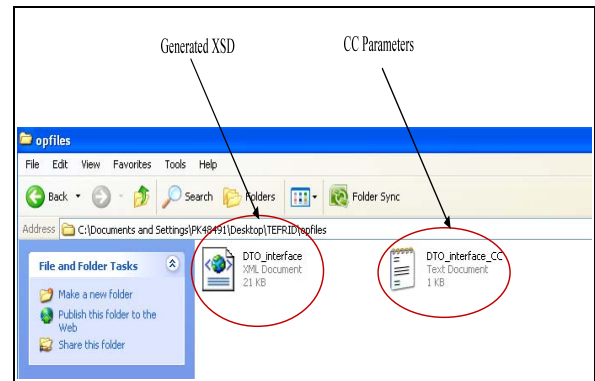 Generated XSD
CC Parameters
opfiles
File Edit View Favorites Tools Help
Back Search Folders Folder Sync
Address C:\Documents and Settings\PK48491\Desktop\TEFRID\opfiles
File and Folder Tasks
Make a new folder
Publish this folder to the
Web
Share this folder
DTO_interface
XML Document
21 KB
DTO_interface_CC
Text Document
1 KB